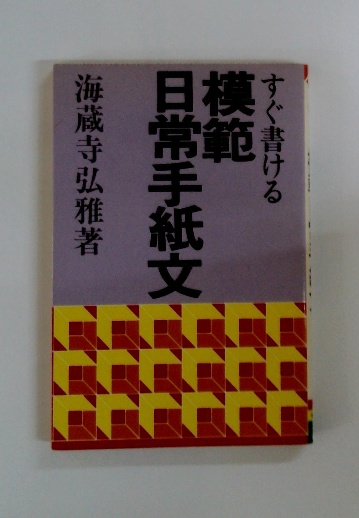 すぐ書ける
模範
日常手紙文
海蔵寺弘雅著